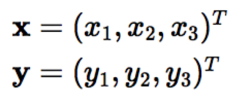 x = (x₁, x₂, x₃)ᵀ
y = (y₁, y₂, y₃)ᵀ